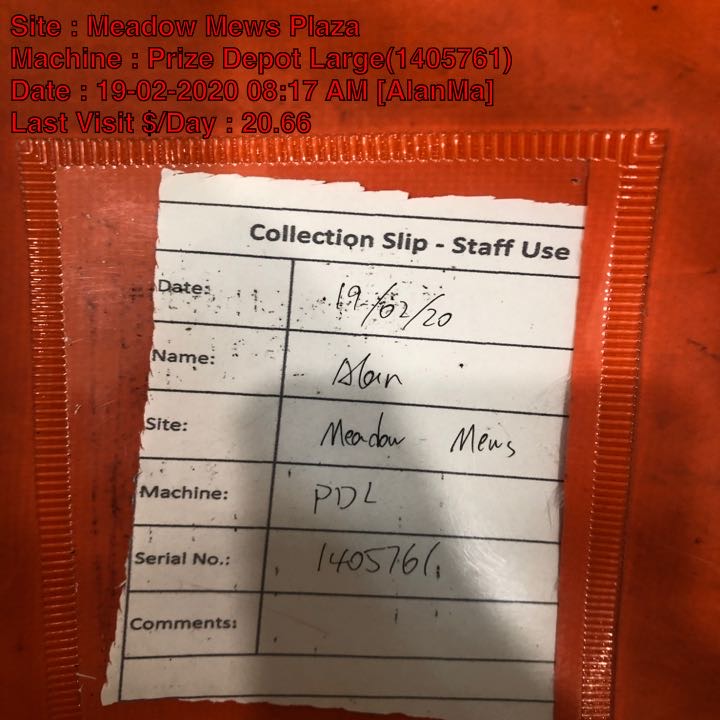 Site : Meadow Mews Plaza
Machine : Prize Depot Large(1405761)
Date : 19-02-2020 08:17 AM [AlanMa]
Last Visit $/Day : 20.66
Collection Slip - Staff Use
Date: 19/02/20
Name: Alan
Site: Meadow Mews
Machine: PDL
Serial No.: 1405761
Comments: